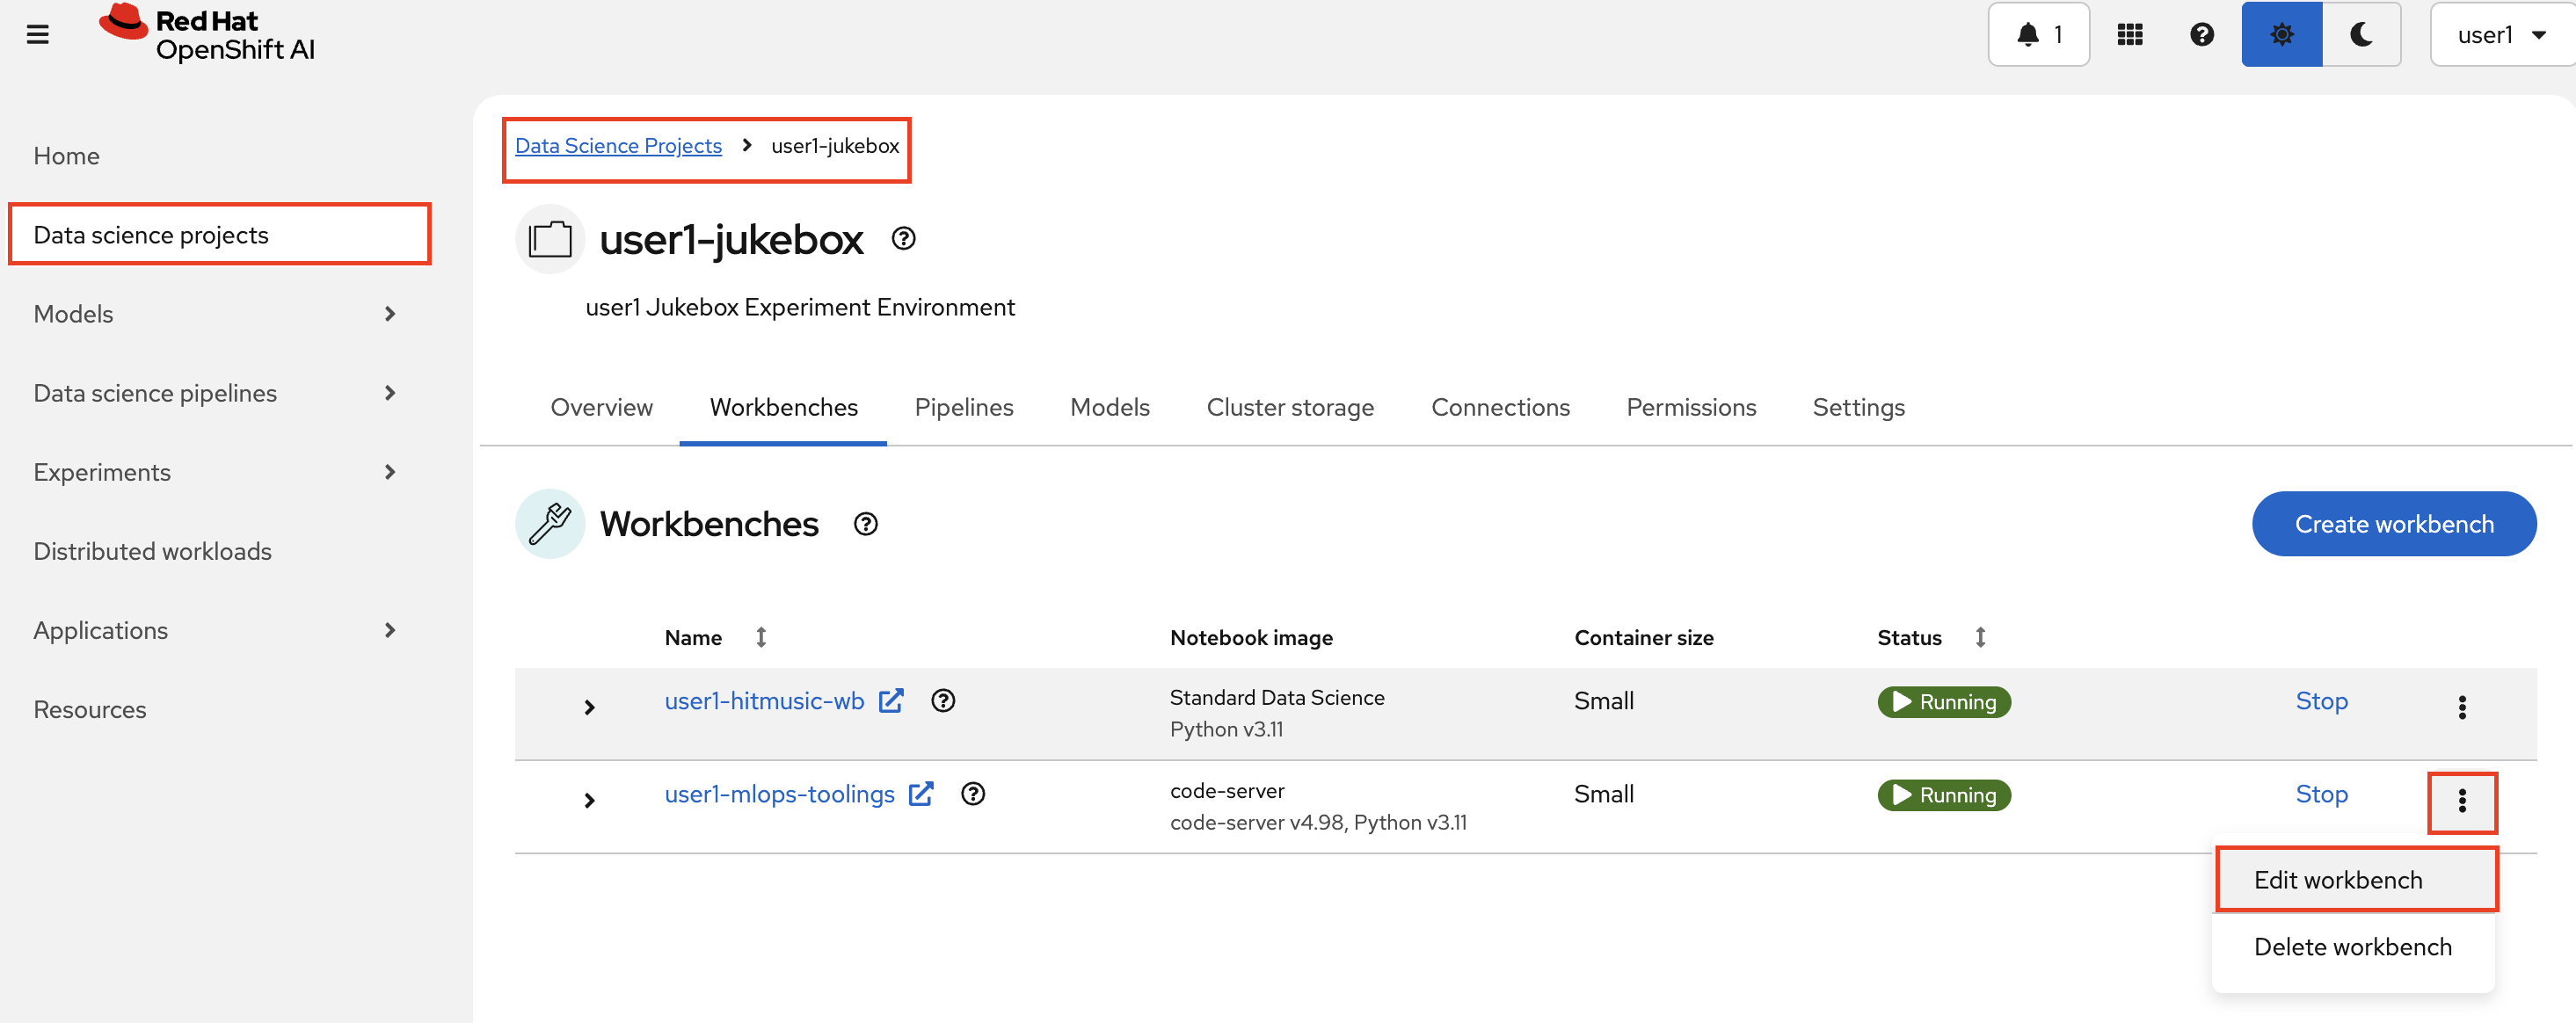 Red Hat
OpenShift AI
1
user1
Home
Data science projects
Models
Data science pipelines
Experiments
Distributed workloads
Applications
Resources
Data Science Projects > user1-jukebox
user1-jukebox
user1 Jukebox Experiment Environment
Overview Workbenches Pipelines Models Cluster storage Connections Permissions Settings
Workbenches
Create workbench
Name Notebook image Container size Status
user1-hitmusic-wb Standard Data Science Small Running Stop
Python v3.11
user1-mlops-toolings code-server Small Running Stop
code-server v4.98, Python v3.11
Edit workbench
Delete workbench